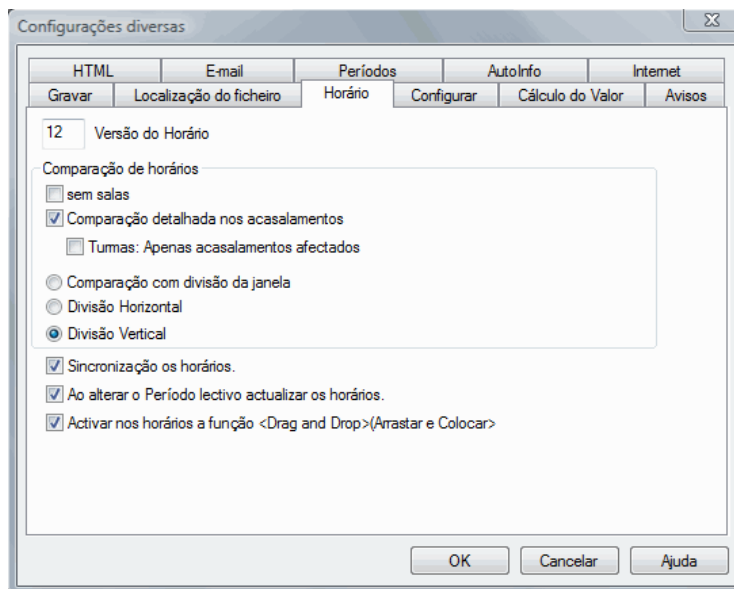 Configurações diversas
HTML E-mail Períodos AutoInfo Internet
Gravar Localização do ficheiro Horário Configurar Cálculo do Valor Avisos
12 Versão do Horário
Comparação de horários
sem salas
Comparação detalhada nos acasalamentos
Turmas: Apenas acasalamentos afectados
Comparação com divisão da janela
Divisão Horizontal
Divisão Vertical
Sincronização os horários.
Ao alterar o Período lectivo actualizar os horários.
Activar nos horários a função <Drag and Drop>(Arrastar e Colocar>
OK Cancelar Ajuda